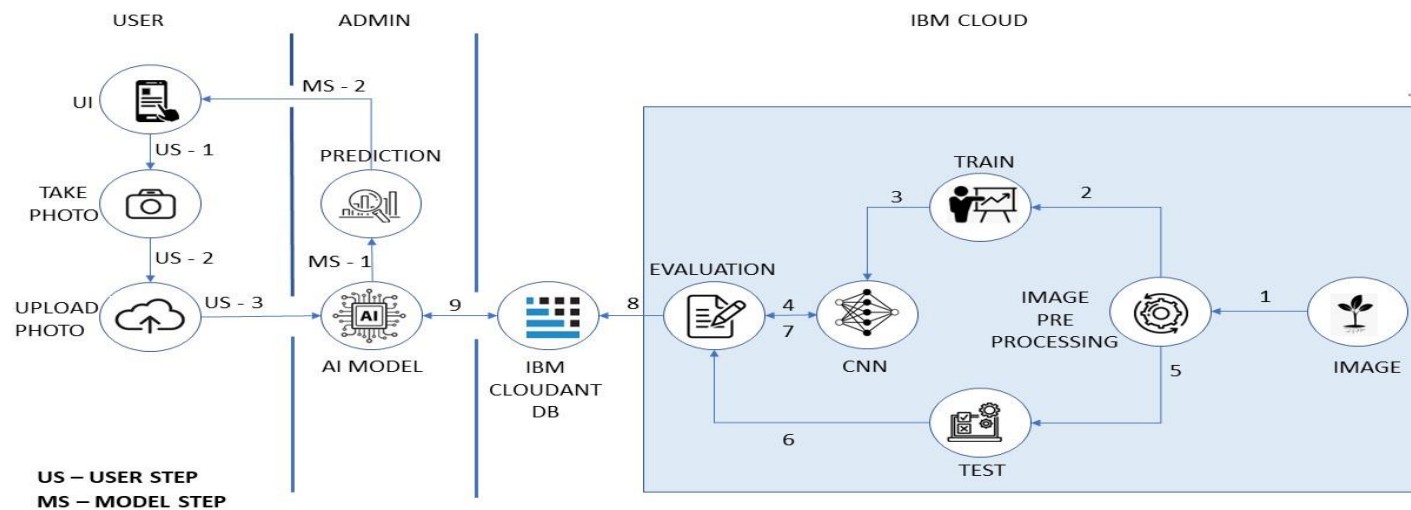 USER
ADMIN
IBM CLOUD
MS - 2
UI
US - 1
PREDICTION
TRAIN
TAKE
PHOTO
3
2
US - 2
MS - 1
EVALUATION
UPLOAD
PHOTO
US - 3
AI
9
8
4
7
IMAGE
PRE
PROCESSING
1
AI MODEL
IBM
CLOUDANT
DB
CNN
5
IMAGE
6
TEST
US – USER STEP
MS – MODEL STEP